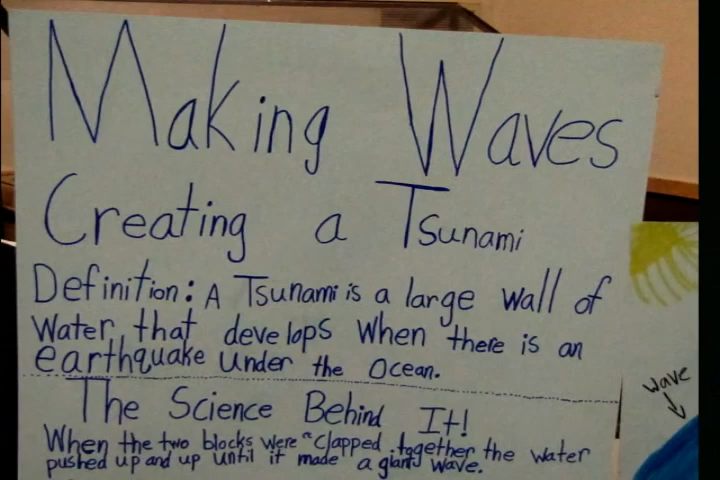 Making Waves
Creating a Tsunami
Definition: A Tsunami is a large wall of
Water that develops when there is an
earthquake under the Ocean.
The Science Behind It!
When the two blocks were "clapped together the water
pushed up and up until it made a giant wave.
wave